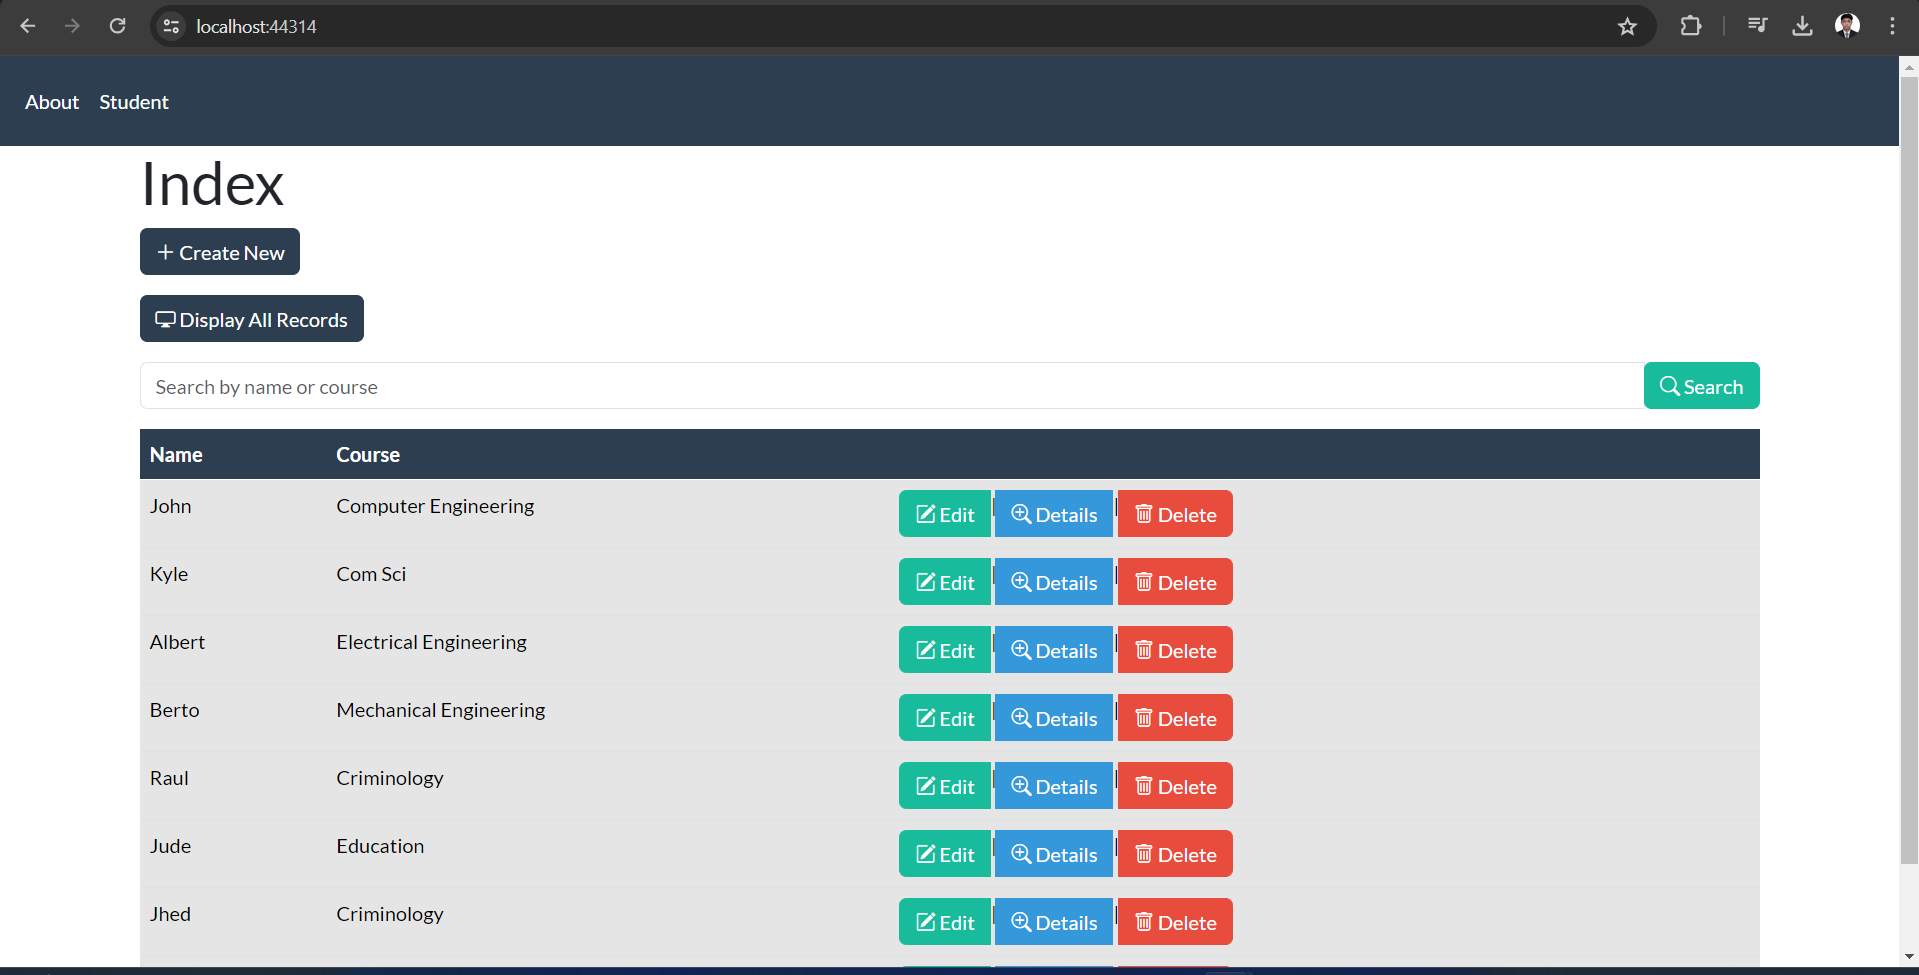 localhost:44314
About Student
Index
Create New
Display All Records
Search by name or course Search
Name Course
John Computer Engineering Edit | Details | Delete
Kyle Com Sci Edit | Details | Delete
Albert Electrical Engineering Edit | Details | Delete
Berto Mechanical Engineering Edit | Details | Delete
Raul Criminology Edit | Details | Delete
Jude Education Edit | Details | Delete
Jhed Criminology Edit | Details | Delete